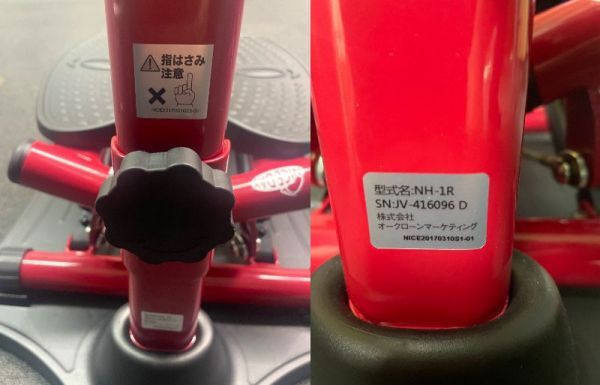 指はさみ
注意
型式名:NH-1R
SN:JV-416096 D
株式会社
オークローンマーケティング
NICE20170310S1-01